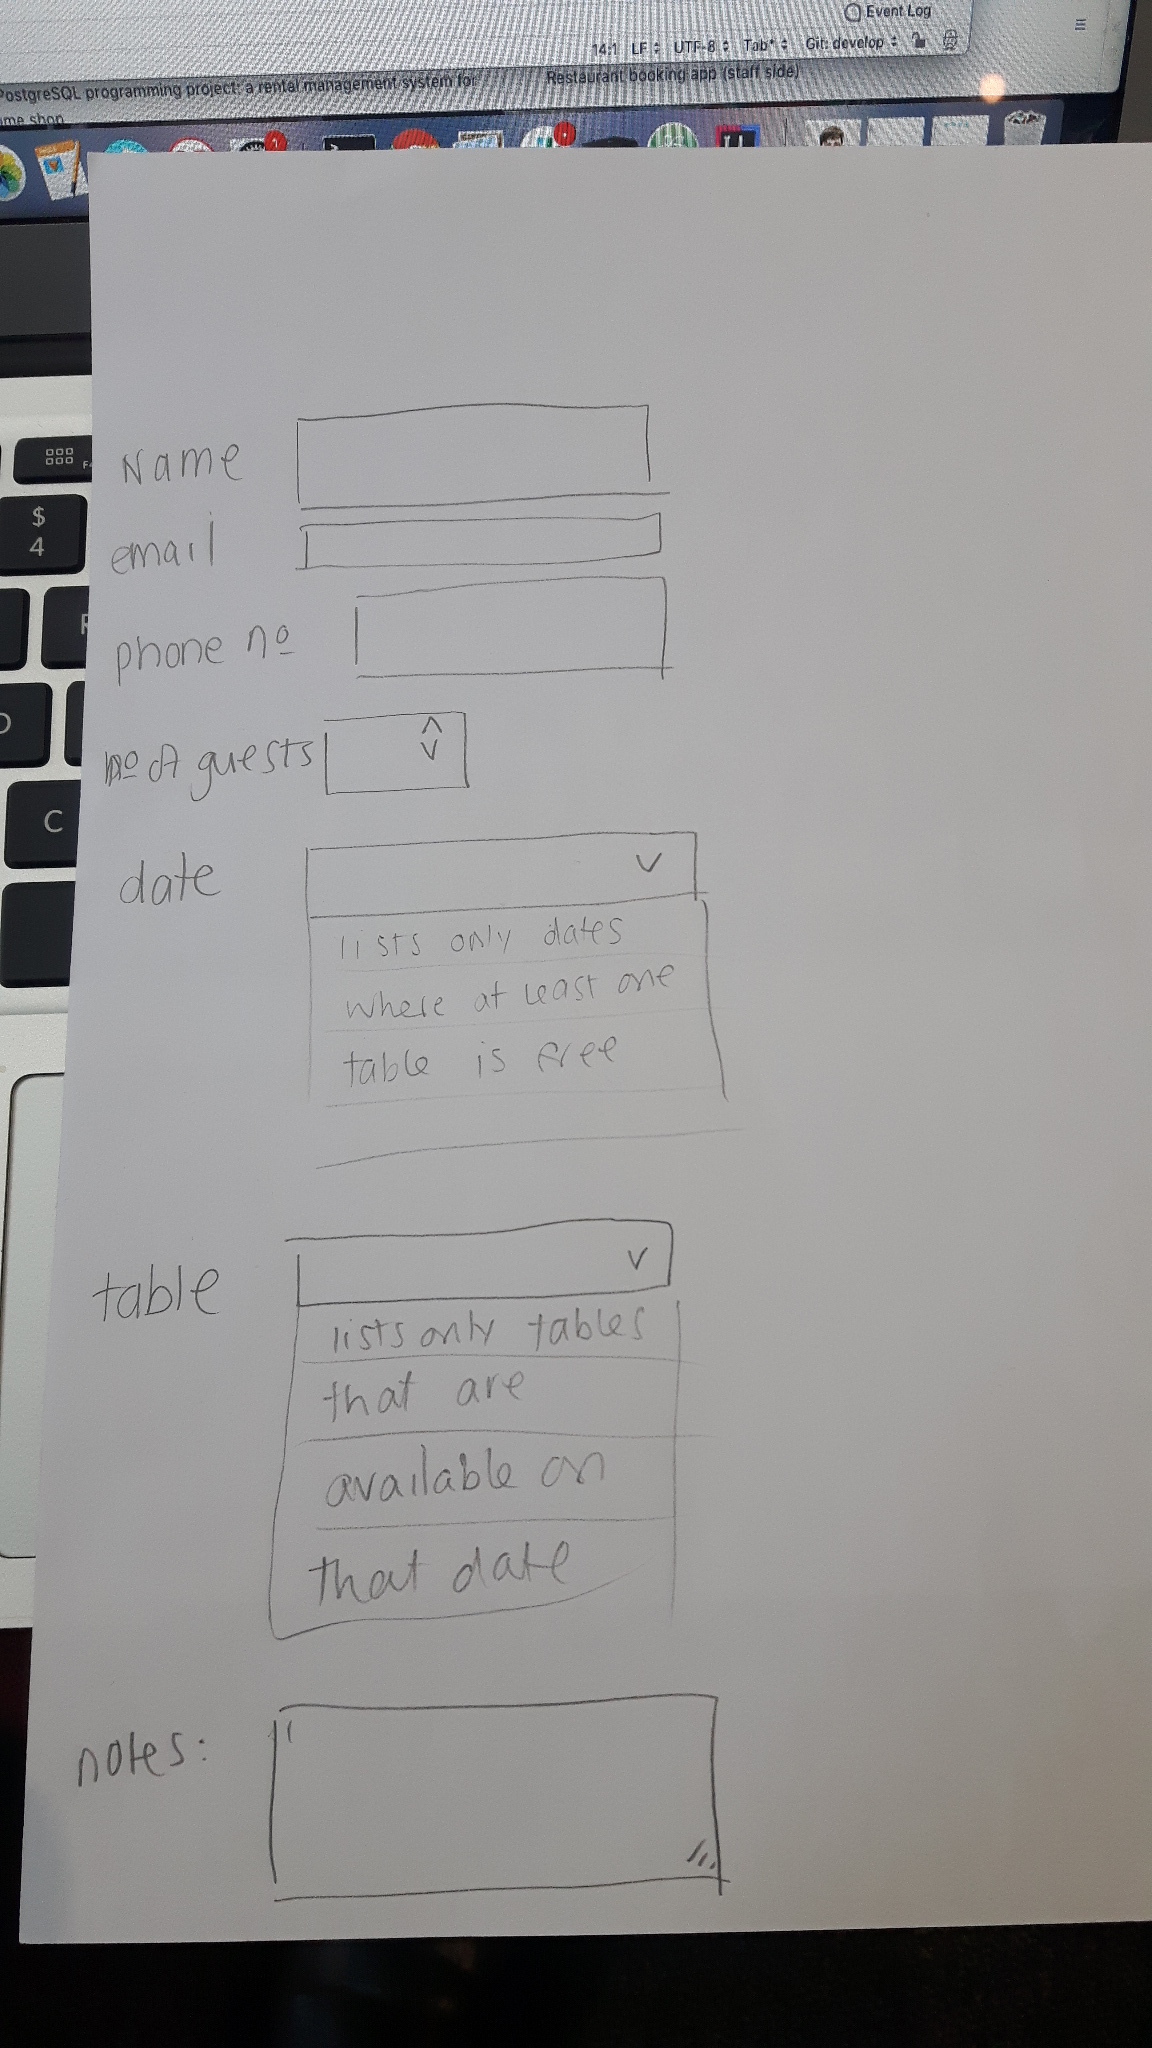 Event Log
14:1 LF UTF-8 Tab* Git: develop
PostgreSQL programming project: a rental management system for
Restaurant booking app (staff side)
shop
F4
$
4
C
Name
email
phone nº
nº of guests
date
lists only dates
where at least one
table is free
table
lists only tables
that are
available on
that date
notes: